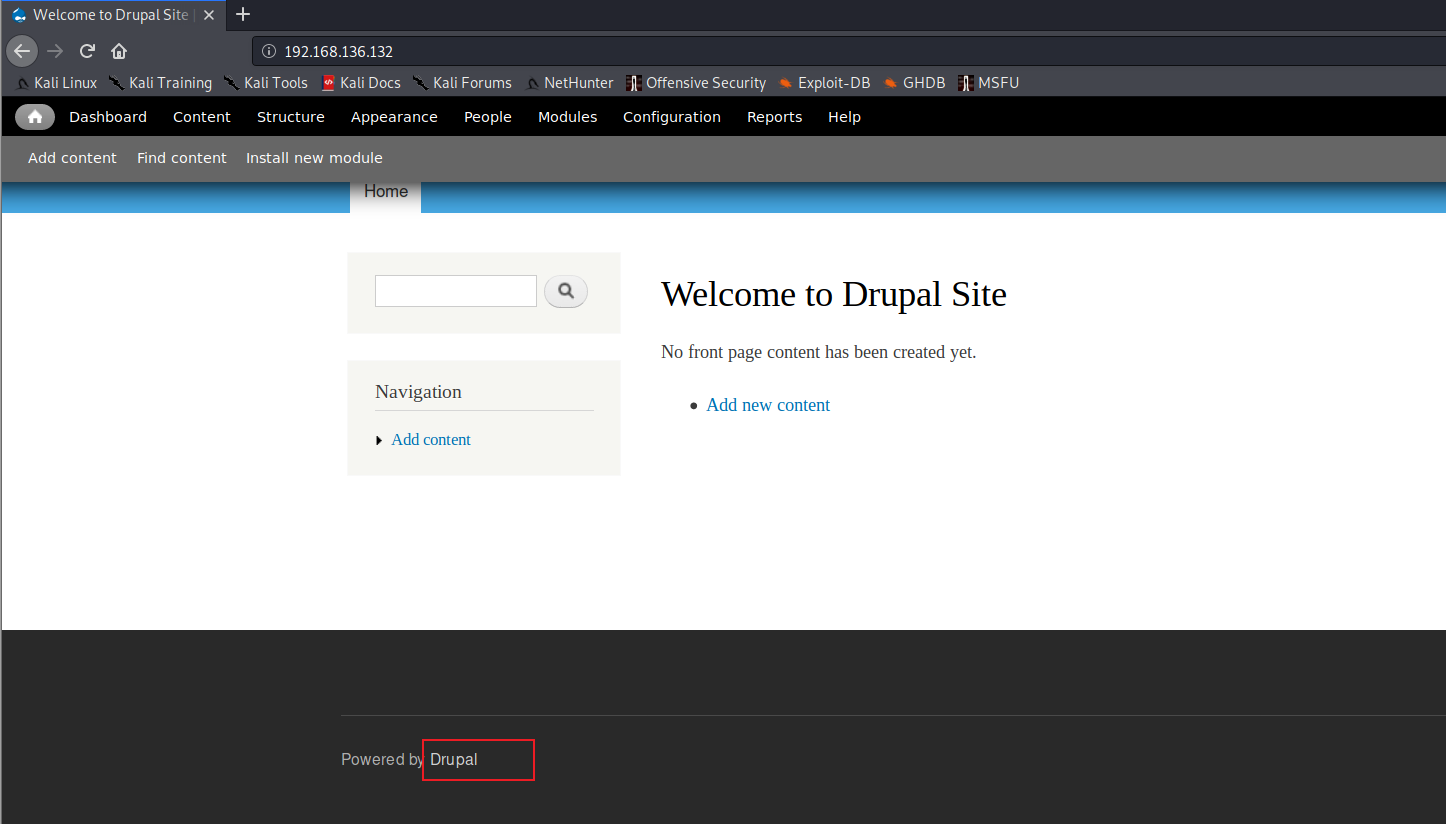 Welcome to Drupal Site |
192.168.136.132
Kali Linux Kali Training Kali Tools Kali Docs Kali Forums NetHunter Offensive Security Exploit-DB GHDB MSFU
Dashboard Content Structure Appearance People Modules Configuration Reports Help
Add content Find content Install new module
Home
Welcome to Drupal Site
No front page content has been created yet.
Add new content
Navigation
Add content
Powered by Drupal